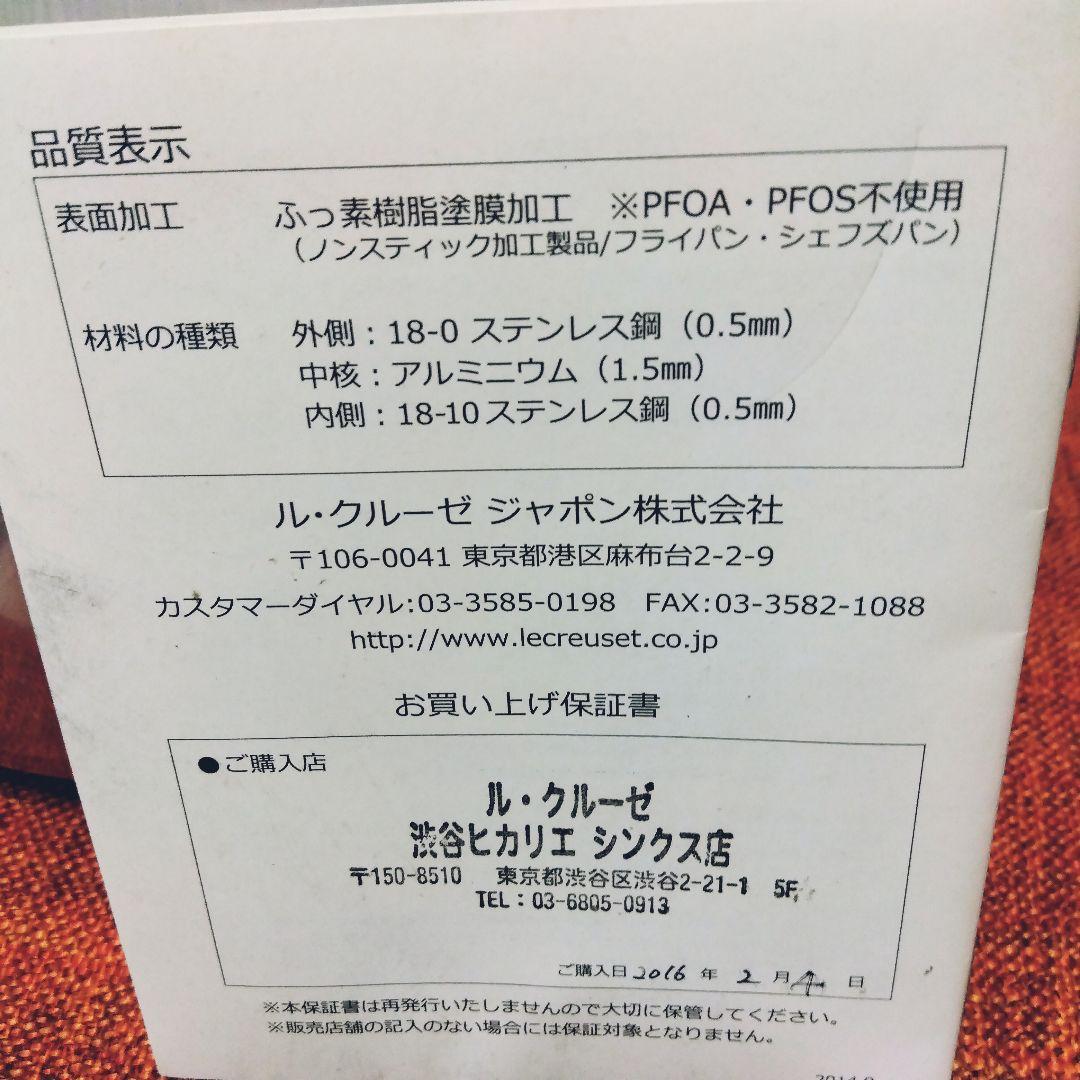 品質表示
表面加工 ふっ素樹脂塗膜加工 ※PFOA・PFOS不使用
（ノンスティック加工製品/フライパン・シェフズパン）
材料の種類 外側：18-0 ステンレス鋼（0.5㎜）
中核：アルミニウム（1.5㎜）
内側：18-10ステンレス鋼（0.5㎜）
ル・クルーゼ ジャポン株式会社
〒106-0041 東京都港区麻布台2-2-9
カスタマーダイヤル:03-3585-0198 FAX:03-3582-1088
http://www.lecreuset.co.jp
お買い上げ保証書
●ご購入店
ル・クルーゼ
渋谷ヒカリエ シンクス店
〒150-8510 東京都渋谷区渋谷2-21-1 5F
TEL：03-6805-0913
ご購入日 2016 年 2 月 4 日
※本保証書は再発行いたしませんので大切に保管してください。
※販売店舗の記入のない場合には保証対象となりません。